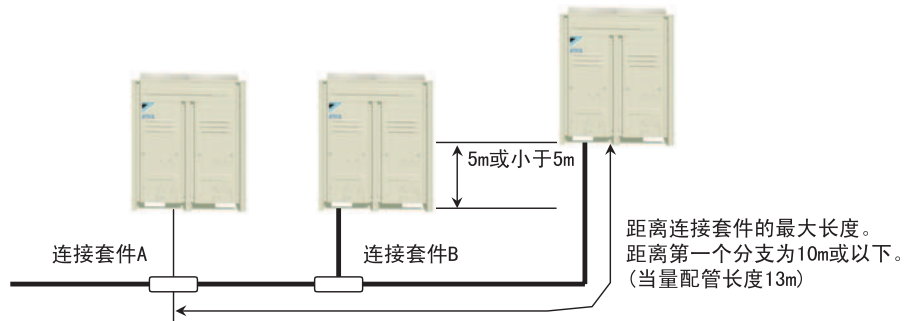 5m或小于5m
连接套件A
连接套件B
距离连接套件的最大长度。
距离第一个分支为10m或以下。
(当量配管长度13m)